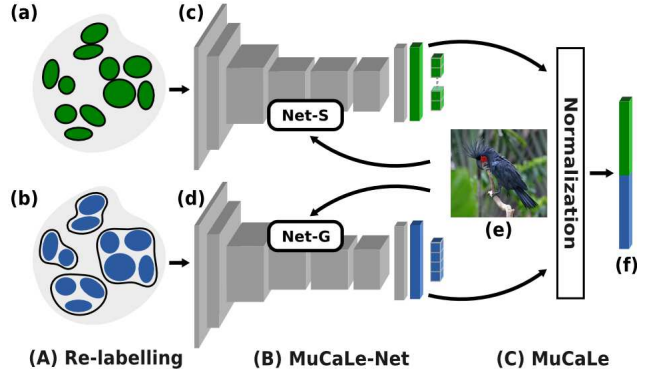 (a)
(c)
Net-S
Normalization
(b)
(d)
Net-G
(e)
(f)
(A) Re-labelling
(B) MuCaLe-Net
(C) MuCaLe